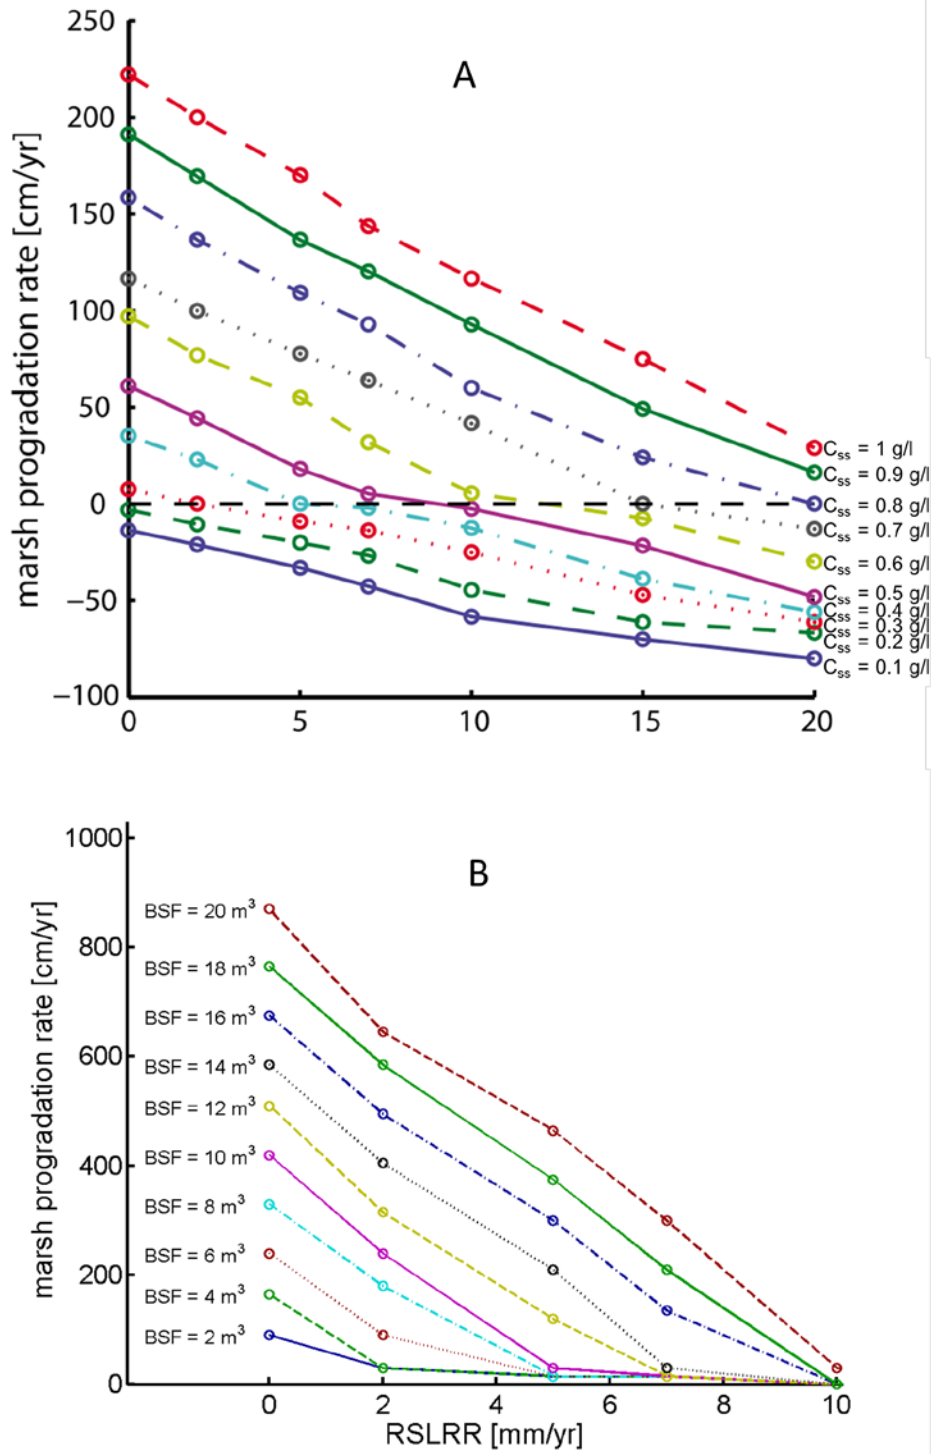 250
A
200
150
100
50
0
−50
−100
marsh progradation rate [cm/yr]
C_ss = 1 g/l
C_ss = 0.9 g/l
C_ss = 0.8 g/l
C_ss = 0.7 g/l
C_ss = 0.6 g/l
C_ss = 0.5 g/l
C_ss = 0.4 g/l
C_ss = 0.3 g/l
C_ss = 0.2 g/l
C_ss = 0.1 g/l
0 5 10 15 20
1000
B
800
600
400
200
0
marsh progradation rate [cm/yr]
BSF = 20 m³
BSF = 18 m³
BSF = 16 m³
BSF = 14 m³
BSF = 12 m³
BSF = 10 m³
BSF = 8 m³
BSF = 6 m³
BSF = 4 m³
BSF = 2 m³
0 2 4 6 8 10
RSLRR [mm/yr]